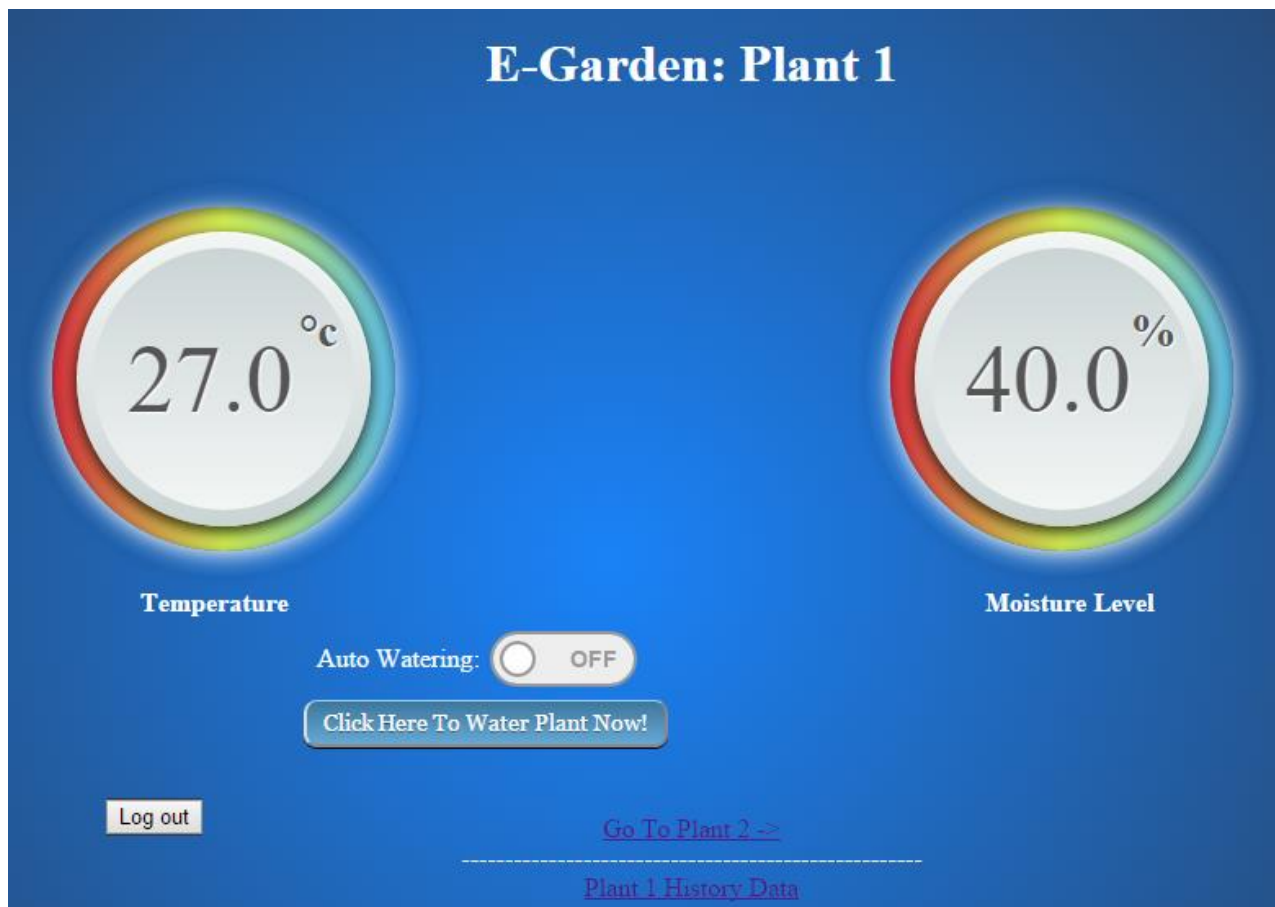 E-Garden: Plant 1
27.0 °c
40.0 %
Temperature
Moisture Level
Auto Watering: OFF
Click Here To Water Plant Now!
Log out
Go To Plant 2 ->
----------------------------------------------------
Plant 1 History Data